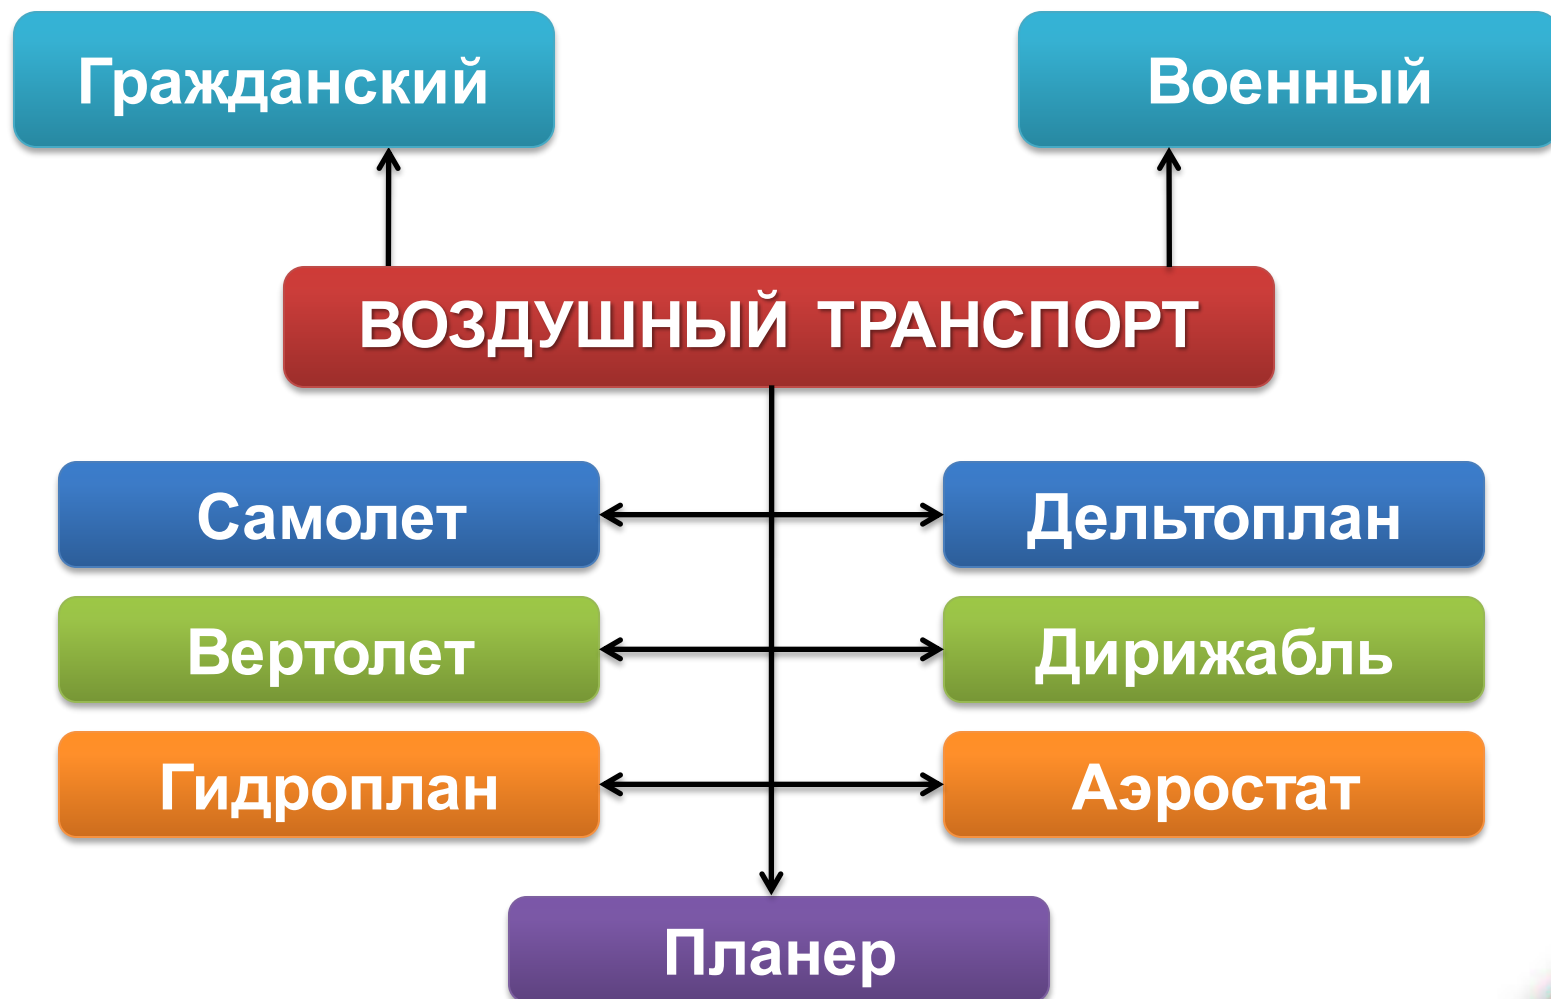 Гражданский
Военный
ВОЗДУШНЫЙ ТРАНСПОРТ
Самолет
Дельтоплан
Вертолет
Дирижабль
Гидроплан
Аэростат
Планер